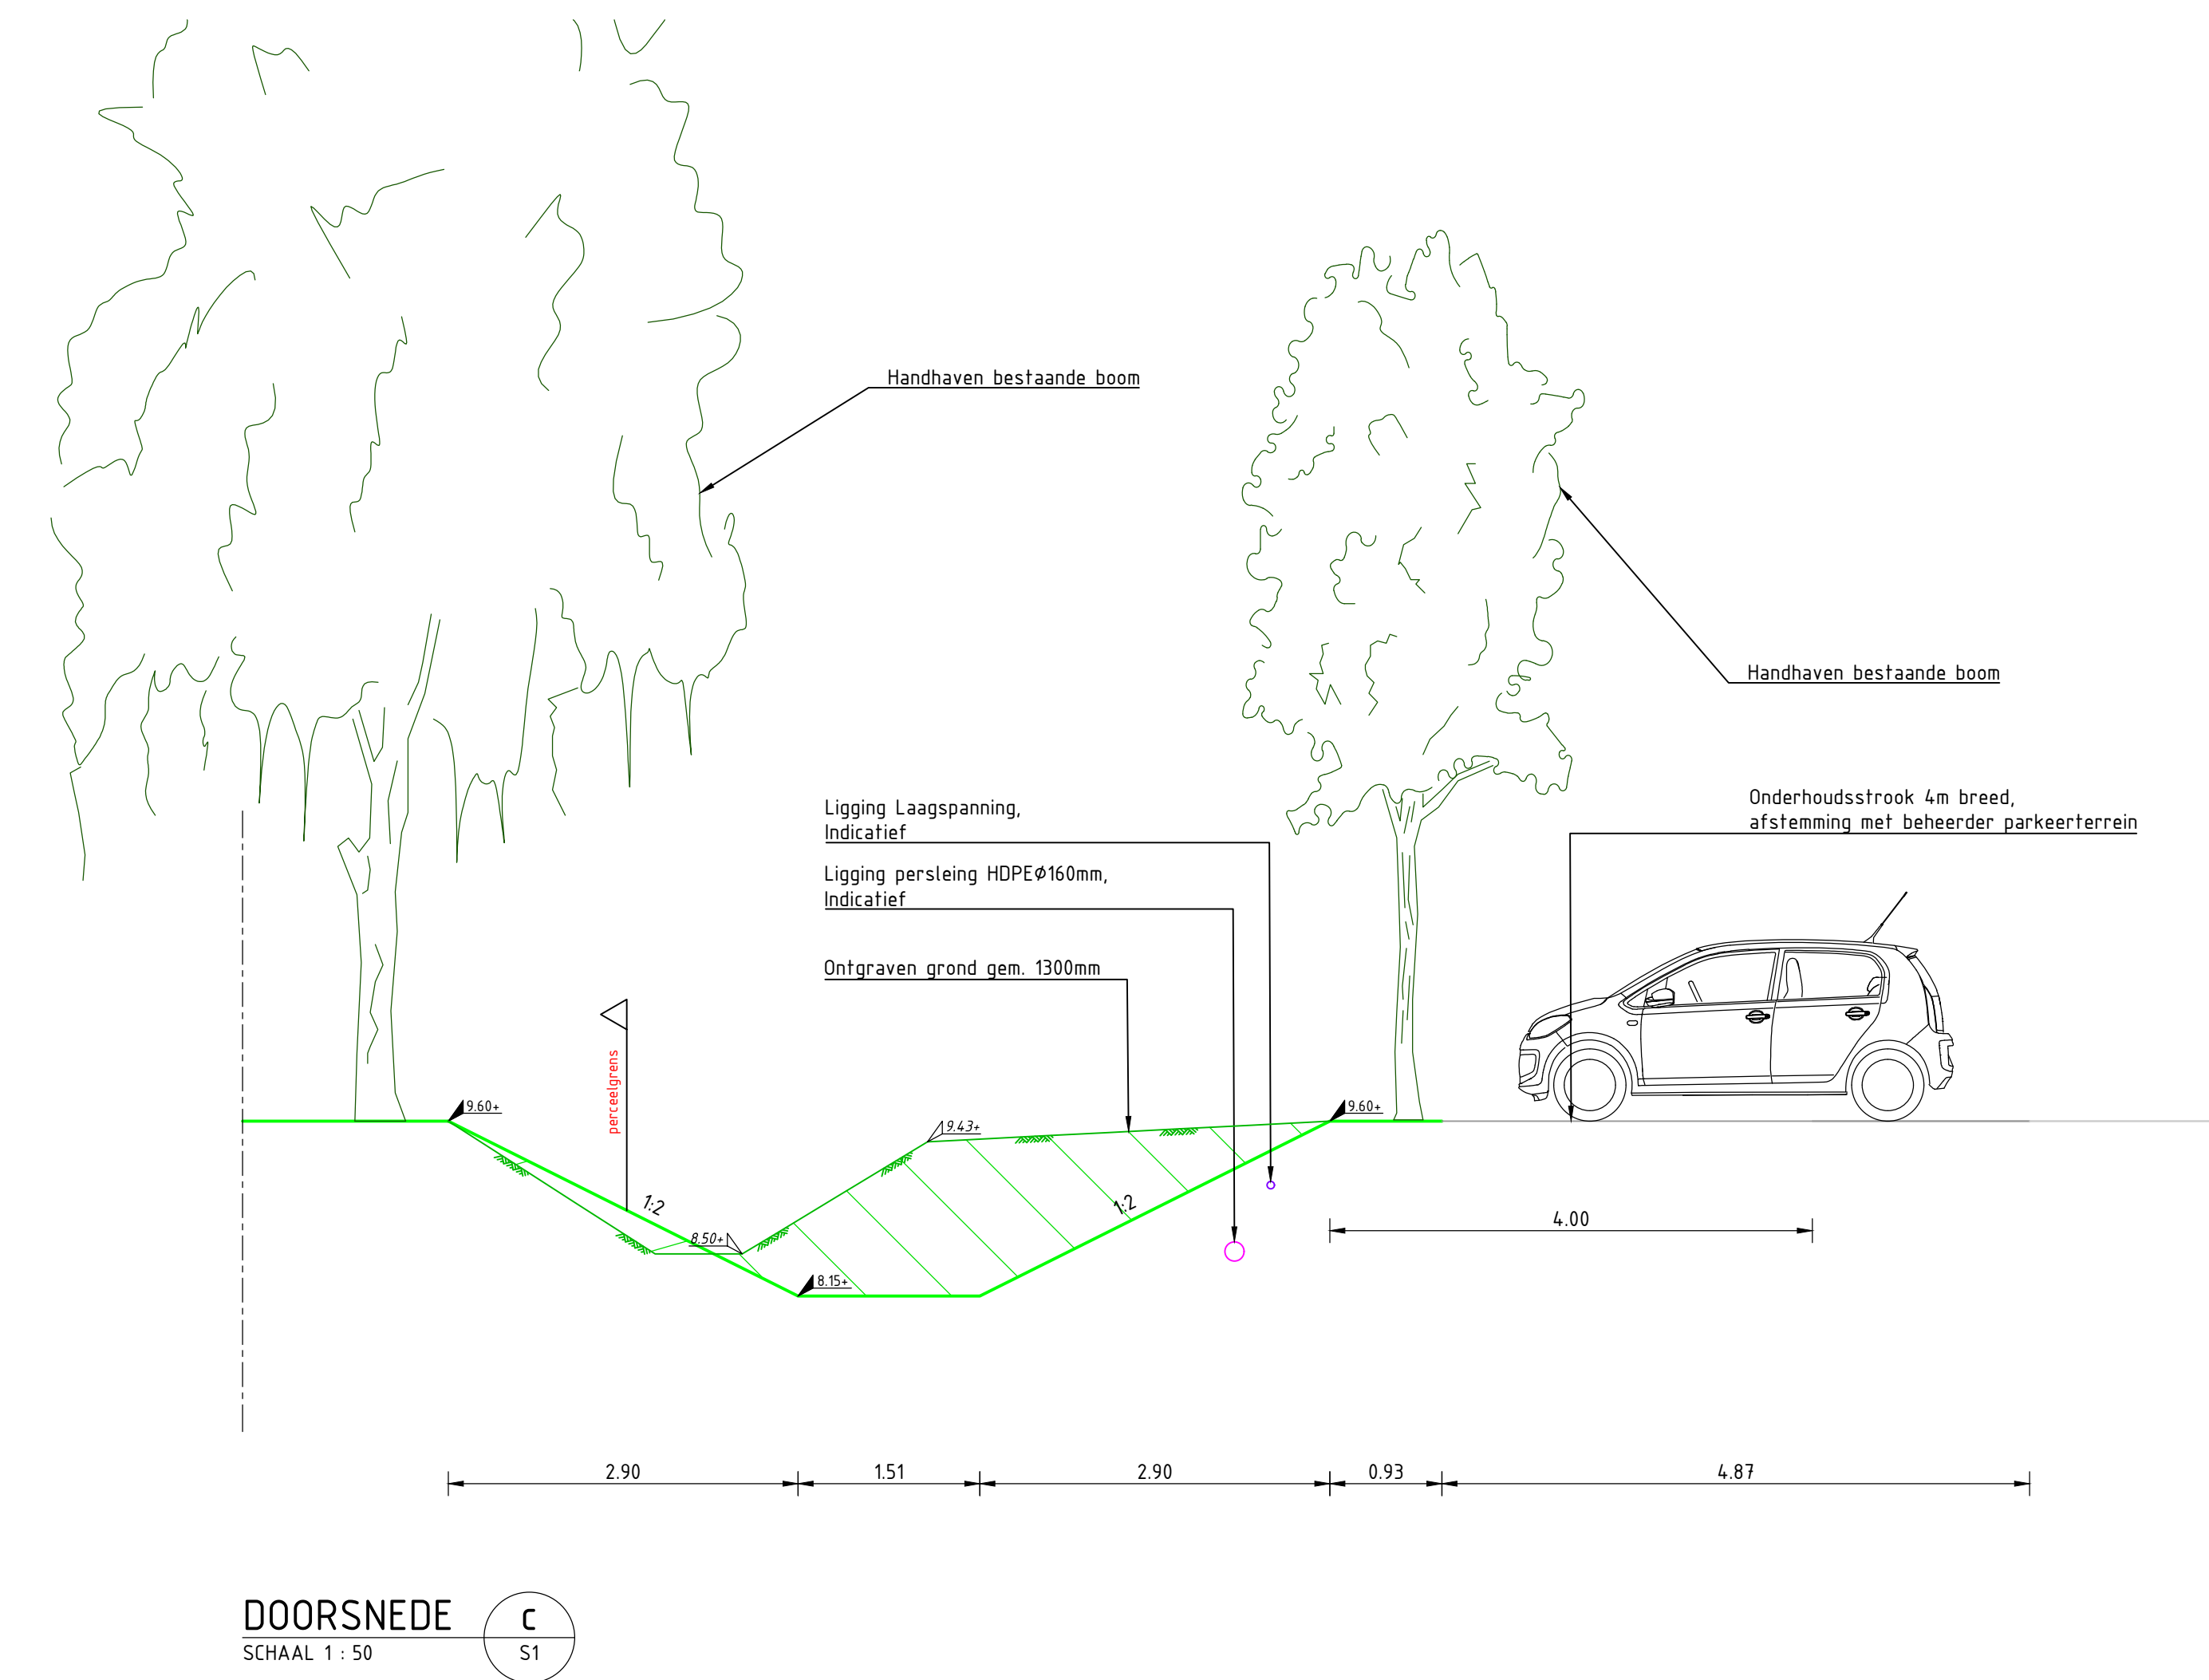 Handhaven bestaande boom
Handhaven bestaande boom
Ligging Laagspanning,
Indicatief
Ligging persleing HDPEØ160mm,
Indicatief
Onderhoudsstrook 4m breed,
afstemming met beheerder parkeerterrein
Ontgraven grond gem. 1300mm
perceelgrens
9.60+
9.43+
9.60+
1:2
1:2
8.50+
8.15+
4.00
2.90
1.51
2.90
0.93
4.87
DOORSNEDE
C
SCHAAL 1 : 50
S1